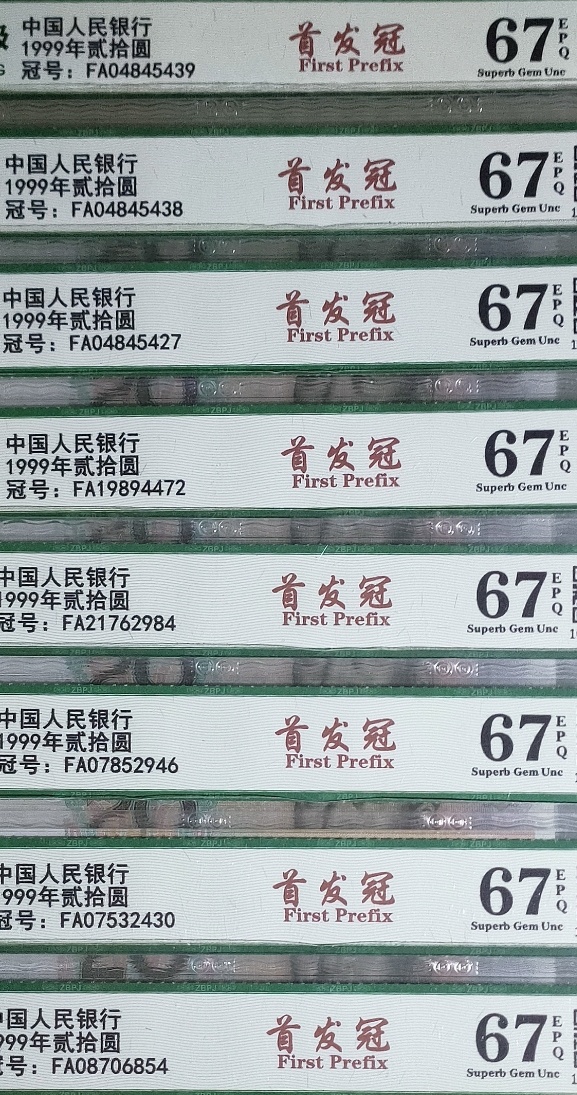 中国人民银行
1999年贰拾圆
冠号：FA04845439
首发冠
First Prefix
67
EPQ
Superb Gem Unc
中国人民银行
1999年贰拾圆
冠号：FA04845438
首发冠
First Prefix
67
EPQ
Superb Gem Unc
中国人民银行
1999年贰拾圆
冠号：FA04845427
首发冠
First Prefix
67
EPQ
Superb Gem Unc
中国人民银行
1999年贰拾圆
冠号：FA19894472
首发冠
First Prefix
67
EPQ
Superb Gem Unc
中国人民银行
1999年贰拾圆
冠号：FA21762984
首发冠
First Prefix
67
EPQ
Superb Gem Unc
中国人民银行
1999年贰拾圆
冠号：FA07852946
首发冠
First Prefix
67
EPQ
Superb Gem Unc
中国人民银行
999年贰拾圆
冠号：FA07532430
首发冠
First Prefix
67
EPQ
Superb Gem Unc
国人民银行
99年贰拾圆
号：FA08706854
首发冠
First Prefix
67
EPQ
Superb Gem Unc